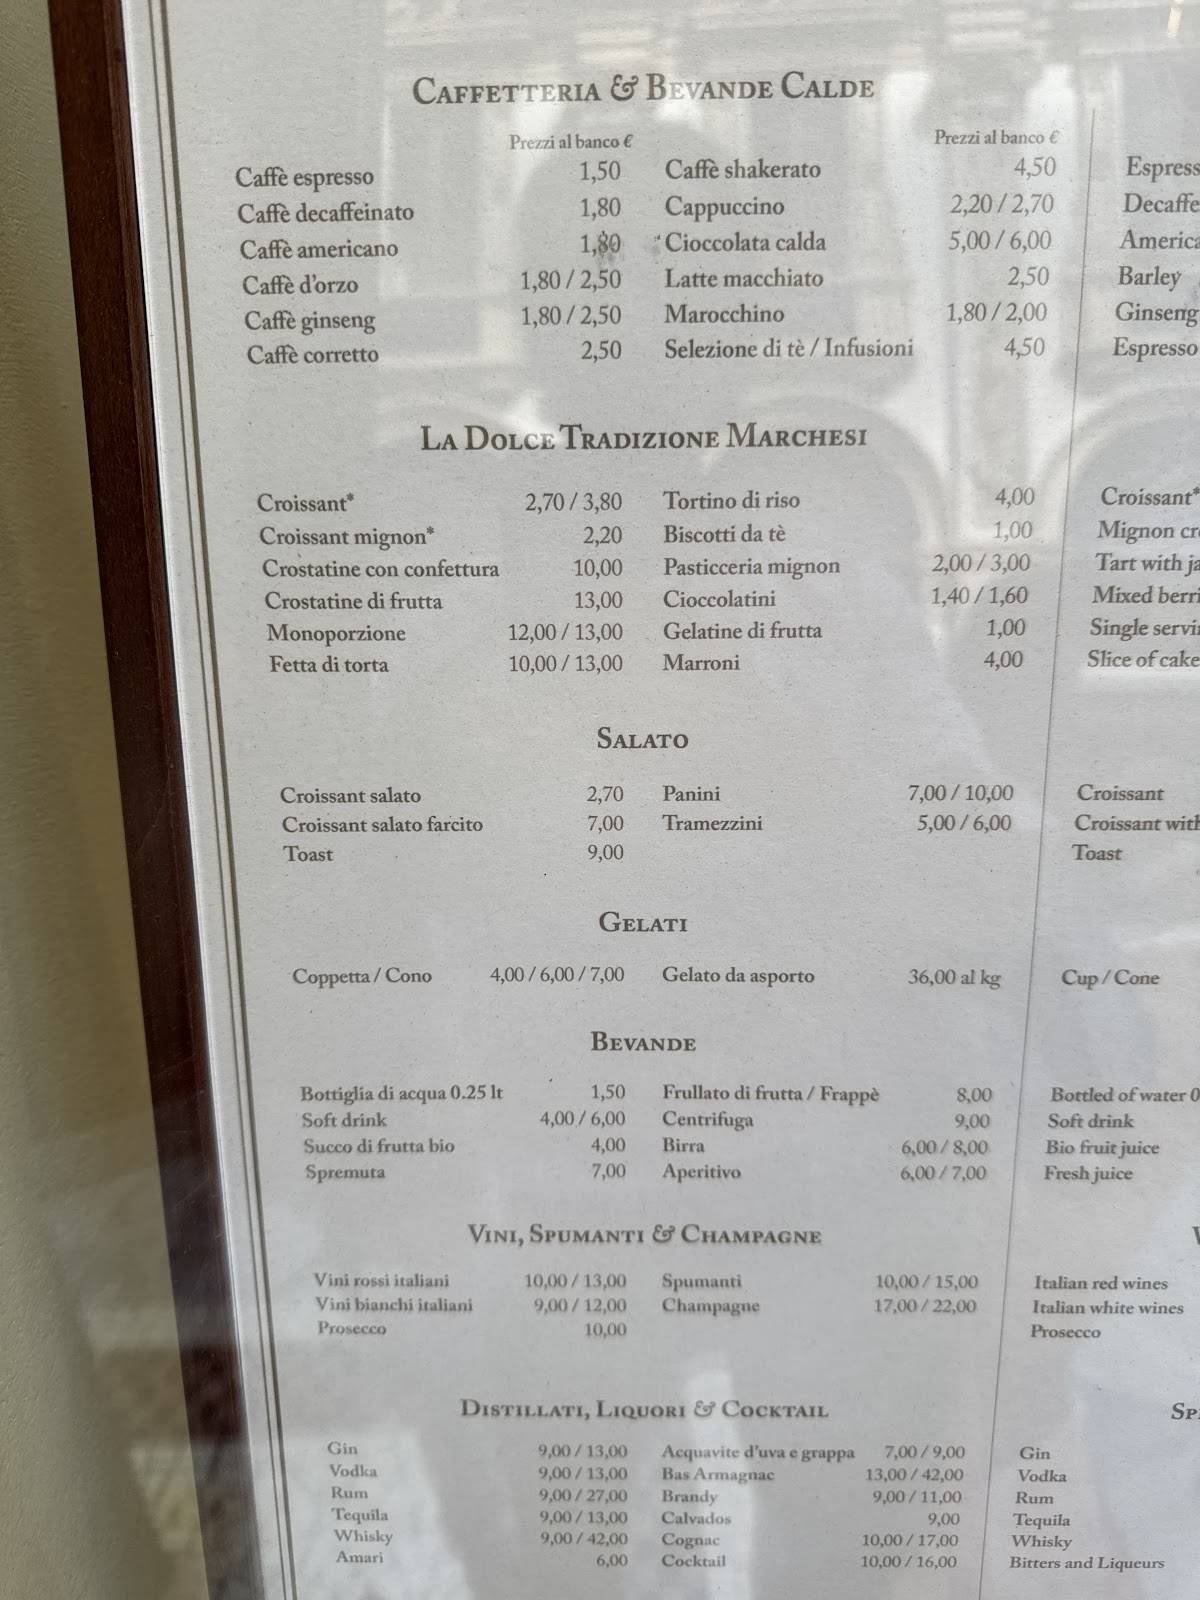 CAFFETTERIA & BEVANDE CALDE
Prezzi al banco € Prezzi al banco €
Caffè espresso 1,50 Caffè shakerato 4,50 Espress
Caffè decaffeinato 1,80 Cappuccino 2,20 / 2,70 Decaffe
Caffè americano 1,80 Cioccolata calda 5,00 / 6,00 America
Caffè d'orzo 1,80 / 2,50 Latte macchiato 2,50 Barley
Caffè ginseng 1,80 / 2,50 Marocchino 1,80 / 2,00 Ginseng
Caffè corretto 2,50 Selezione di tè / Infusioni 4,50 Espresso
LA DOLCE TRADIZIONE MARCHESI
Croissant* 2,70 / 3,80 Tortino di riso 4,00 Croissant*
Croissant mignon* 2,20 Biscotti da tè 1,00 Mignon cr
Crostatine con confettura 10,00 Pasticceria mignon 2,00 / 3,00 Tart with ja
Crostatine di frutta 13,00 Cioccolatini 1,40 / 1,60 Mixed berri
Monoporzione 12,00 / 13,00 Gelatine di frutta 1,00 Single servi
Fetta di torta 10,00 / 13,00 Marroni 4,00 Slice of cake
SALATO
Croissant salato 2,70 Panini 7,00 / 10,00 Croissant
Croissant salato farcito 7,00 Tramezzini 5,00 / 6,00 Croissant with
Toast 9,00 Toast
GELATI
Coppetta / Cono 4,00 / 6,00 / 7,00 Gelato da asporto 36,00 al kg Cup / Cone
BEVANDE
Bottiglia di acqua 0.25 lt 1,50 Frullato di frutta / Frappè 8,00 Bottled of water 0
Soft drink 4,00 / 6,00 Centrifuga 9,00 Soft drink
Succo di frutta bio 4,00 Birra 6,00 / 8,00 Bio fruit juice
Spremuta 7,00 Aperitivo 6,00 / 7,00 Fresh juice
VINI, SPUMANTI & CHAMPAGNE
Vini rossi italiani 10,00 / 13,00 Spumanti 10,00 / 15,00 Italian red wines
Vini bianchi italiani 9,00 / 12,00 Champagne 17,00 / 22,00 Italian white wines
Prosecco 10,00 Prosecco
DISTILLATI, LIQUORI & COCKTAIL SP
Gin 9,00 / 13,00 Acquavite d'uva e grappa 7,00 / 9,00 Gin
Vodka 9,00 / 13,00 Bas Armagnac 13,00 / 42,00 Vodka
Rum 9,00 / 27,00 Brandy 9,00 / 11,00 Rum
Tequila 9,00 / 13,00 Calvados 9,00 Tequila
Whisky 9,00 / 42,00 Cognac 10,00 / 17,00 Whisky
Amari 6,00 Cocktail 10,00 / 16,00 Bitters and Liqueurs